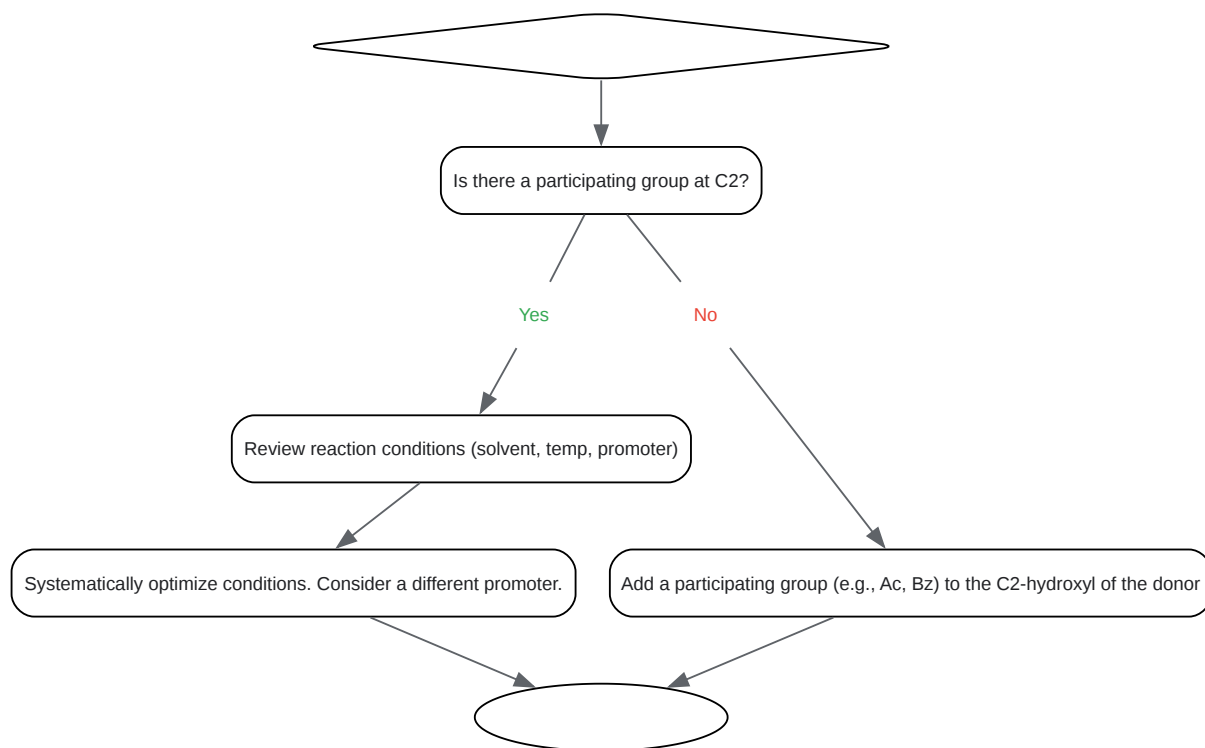 Is there a participating group at C2?
Yes
No
Review reaction conditions (solvent, temp, promoter)
Systematically optimize conditions. Consider a different promoter.
Add a participating group (e.g., Ac, Bz) to the C2-hydroxyl of the donor